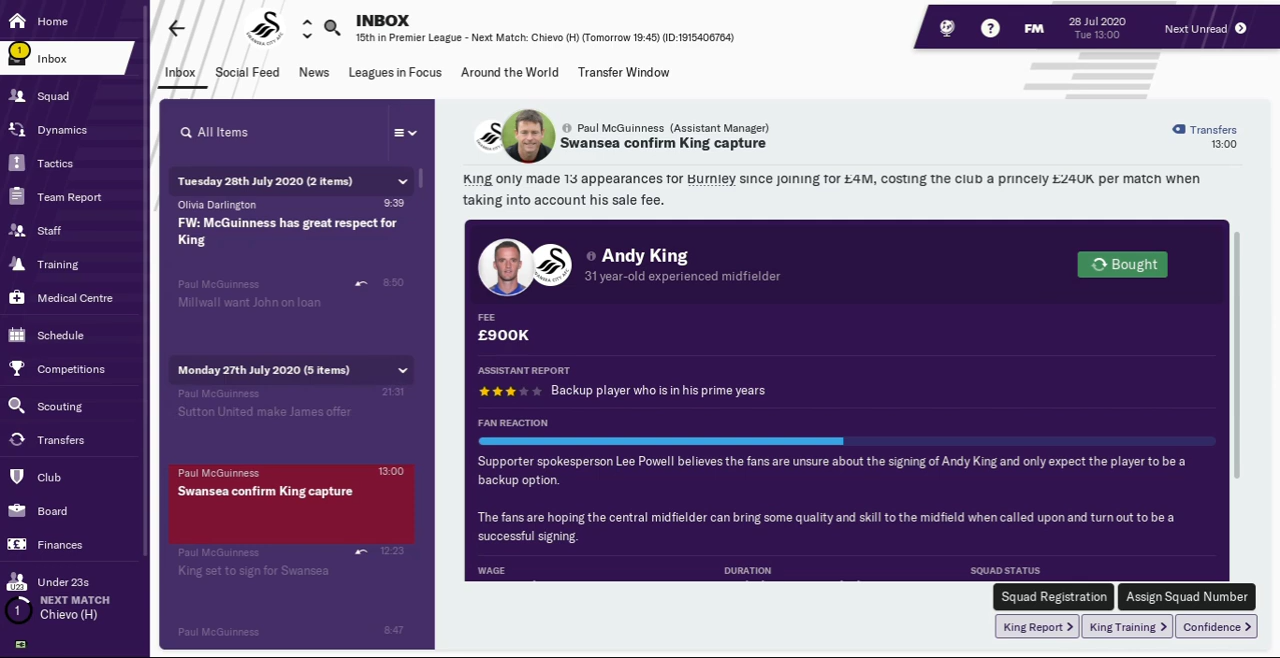 Home
1
Inbox
Squad
Dynamics
Tactics
Team Report
Staff
Training
Medical Centre
Schedule
Competitions
Scouting
Transfers
Club
Board
Finances
U23
Under 23s
1
NEXT MATCH
Chievo (H)
SWANSEA CITY AFC
INBOX
15th in Premier League - Next Match: Chievo (H) (Tomorrow 19:45) (ID:1915406764)
?
FM
28 Jul 2020
Tue 13:00
Next Unread
Inbox
Social Feed
News
Leagues in Focus
Around the World
Transfer Window
All Items
Tuesday 28th July 2020 (2 items)
Olivia Darlington 9:39
FW: McGuinness has great respect for
King
Paul McGuinness 8:50
Millwall want John on loan
Monday 27th July 2020 (5 items)
Paul McGuinness 21:31
Sutton United make James offer
Paul McGuinness 13:00
Swansea confirm King capture
Paul McGuinness 12:23
King set to sign for Swansea
Paul McGuinness 8:47
Paul McGuinness (Assistant Manager)
Swansea confirm King capture
Transfers
13:00
King only made 13 appearances for Burnley since joining for £4M, costing the club a princely £240K per match when
taking into account his sale fee.
Andy King
31 year-old experienced midfielder
Bought
FEE
£900K
ASSISTANT REPORT
Backup player who is in his prime years
FAN REACTION
Supporter spokesperson Lee Powell believes the fans are unsure about the signing of Andy King and only expect the player to be a
backup option.
The fans are hoping the central midfielder can bring some quality and skill to the midfield when called upon and turn out to be a
successful signing.
WAGE
DURATION
SQUAD STATUS
Squad Registration
Assign Squad Number
King Report
King Training
Confidence